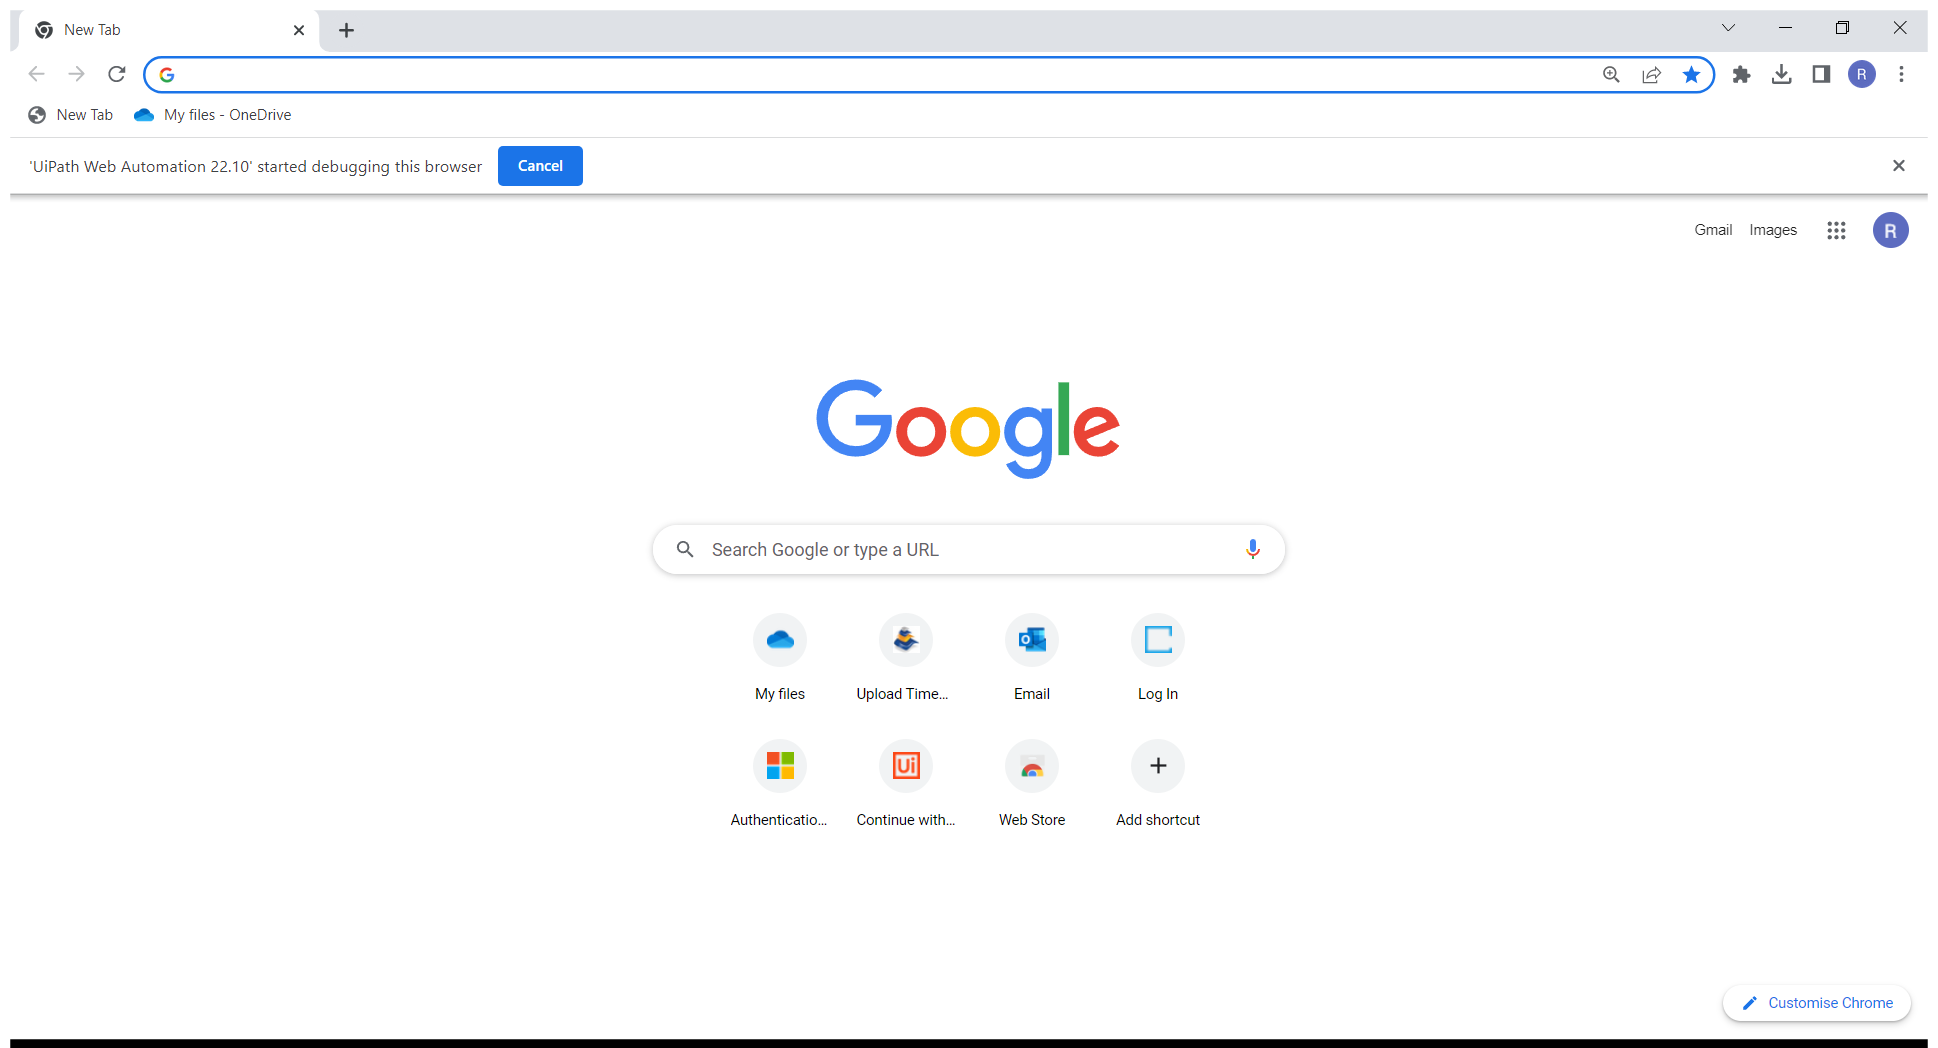 New Tab
New Tab
My files - OneDrive
'UiPath Web Automation 22.10' started debugging this browser
Cancel
Gmail
Images
R
R
Google
Search Google or type a URL
My files
Upload Time...
Email
Log In
Authenticatio...
Continue with...
Web Store
Add shortcut
Customise Chrome